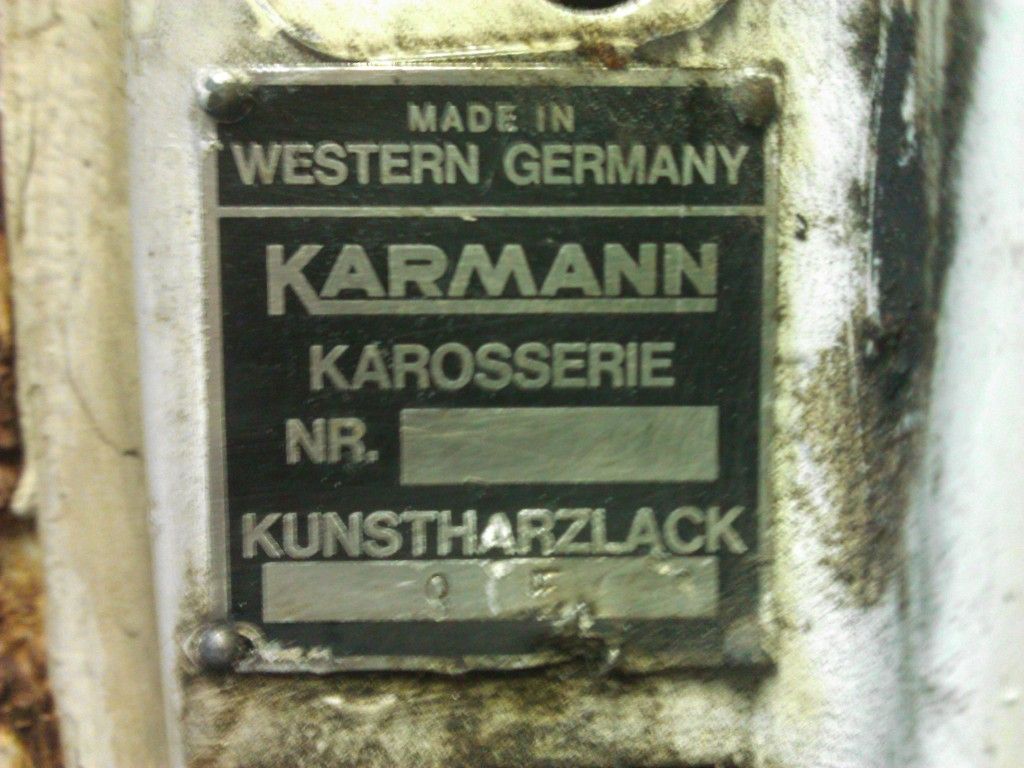 MADE IN
WESTERN GERMANY
KARMANN
KAROSSERIE
NR.
KUNSTHARZLACK